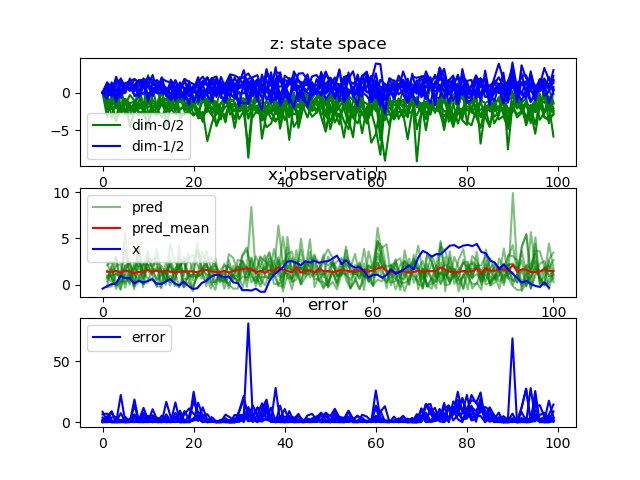 z: state space
0
−5
dim-0/2
dim-1/2
0 20 40 60 80 100
x: observation
10
5
0
pred
pred_mean
x
0 20 40 60 80 100
error
50
0
error
0 20 40 60 80 100